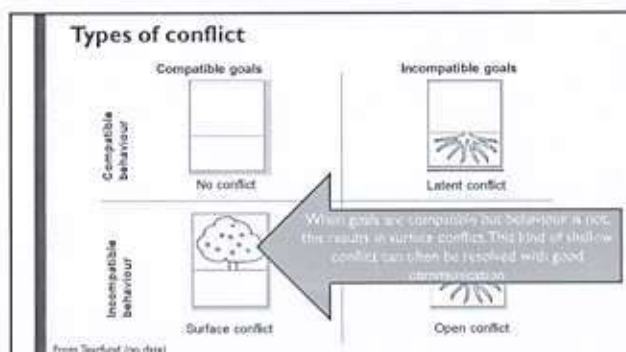 Types of conflict
Compatible goals
Incompatible goals
Compatible
behaviour
No conflict
Latent conflict
When goals are compatible but behaviour is not,
this results in surface conflict. This kind of shallow
conflict can often be resolved with good
communication
Incompatible
behaviour
Surface conflict
Open conflict
From Tearfund (no date)